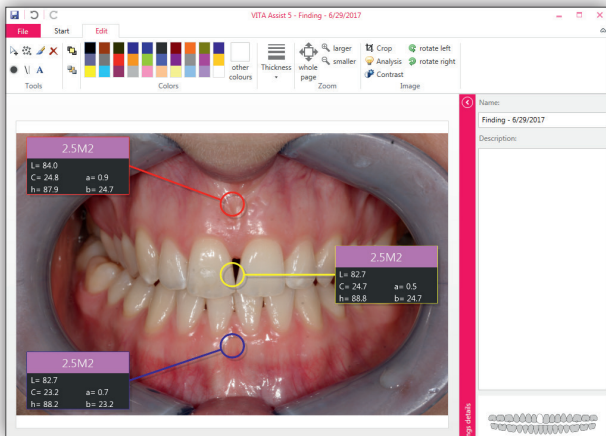 VITA Assist 5 - Finding - 6/29/2017
File
Start
Edit
Tools
Colors
other
colours
Thickness
whole
page
larger
smaller
Zoom
Crop
Analysis
Contrast
rotate left
rotate right
Image
A
Name:
Finding - 6/29/2017
Description:
2.5M2
L= 84.0
C= 24.8 a= 0.9
h= 87.9 b= 24.7
2.5M2
L= 82.7
C= 24.7 a= 0.5
h= 88.8 b= 24.7
2.5M2
L= 82.7
C= 23.2 a= 0.7
h= 88.2 b= 23.2
ngs details